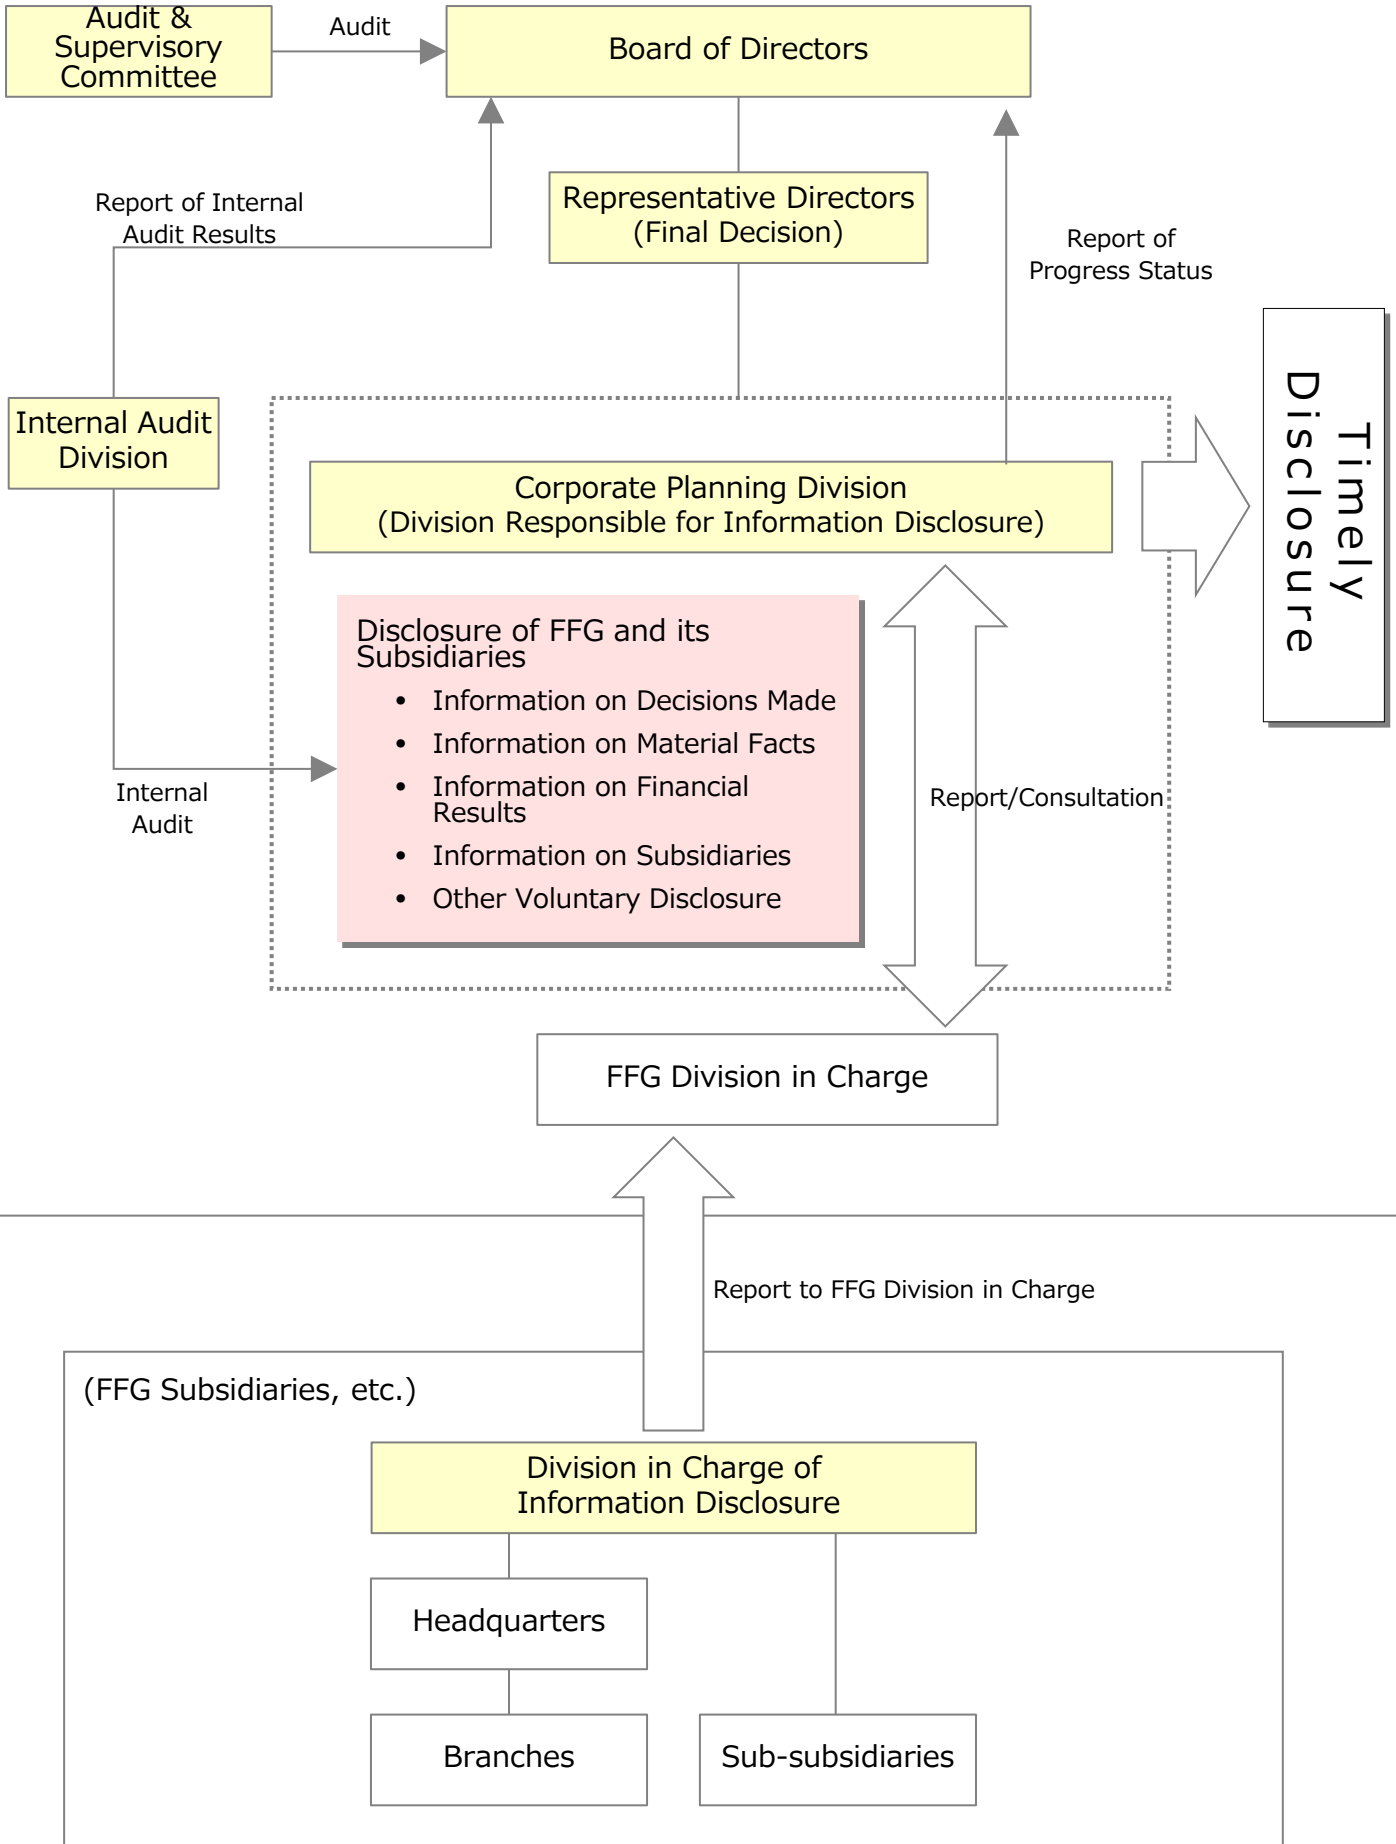 Audit &
Supervisory
Committee
Audit
Board of Directors
Report of Internal
Audit Results
Representative Directors
(Final Decision)
Report of
Progress Status
Timely
Disclosure
Internal Audit
Division
Corporate Planning Division
(Division Responsible for Information Disclosure)
Disclosure of FFG and its
Subsidiaries
• Information on Decisions Made
• Information on Material Facts
• Information on Financial
Results
• Information on Subsidiaries
• Other Voluntary Disclosure
Internal
Audit
Report/Consultation
FFG Division in Charge
Report to FFG Division in Charge
(FFG Subsidiaries, etc.)
Division in Charge of
Information Disclosure
Headquarters
Branches
Sub-subsidiaries